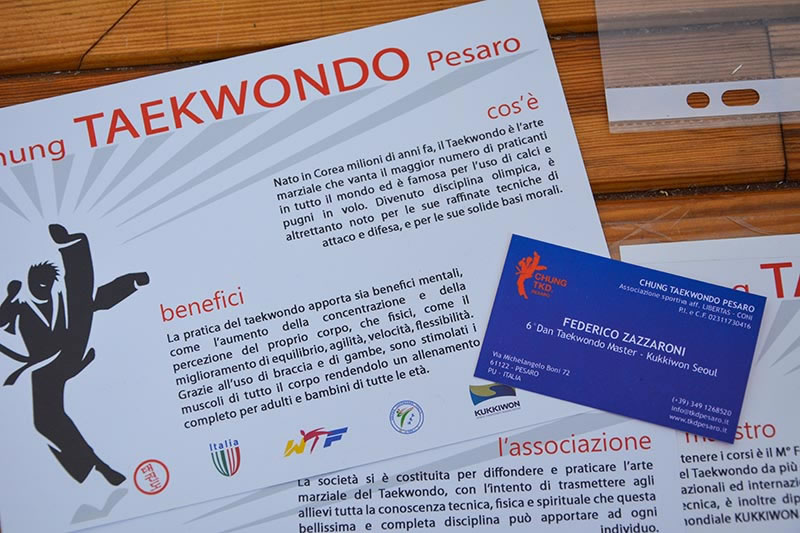 Chung TAEKWONDO Pesaro
cos'è
Nato in Corea milioni di anni fa, il Taekwondo è l'arte
marziale che vanta il maggior numero di praticanti
in tutto il mondo ed è famosa per l'uso di calci e
pugni in volo. Divenuto disciplina olimpica, è
altrettanto noto per le sue raffinate tecniche di
attaco e difesa, e per le sue solide basi morali.
benefici
La pratica del taekwondo apporta sia benefici mentali,
come l'aumento della concentrazione e della
percezione del proprio corpo, che fisici, come il
miglioramento di equilibrio, agilità, velocità, flessibilità.
Grazie all'uso di braccia e di gambe, sono stimolati i
muscoli di tutto il corpo rendendolo un allenamento
completo per adulti e bambini di tutte le età.
태권도
Italia
WTF
KUKKIWON
CHUNG
TKD.
PESARO
CHUNG TAEKWONDO PESARO
Associazione sportiva aff. LIBERTAS - CONI
P.I. e C.F. 02311730416
FEDERICO ZAZZARONI
6°Dan Taekwondo Master - Kukkiwon Seoul
Via Michelangelo Boni 72
61122 - PESARO
PU - ITALIA
(+39) 349 1268520
info@tkdpesaro.it
www.tkdpesaro.it
l'associazione
La società si è costituita per diffondere e praticare l'arte
marziale del Taekwondo, con l'intento di trasmettere agli
allievi tutta la conoscenza tecnica, fisica e spirituale che questa
bellissima e completa disciplina può apportare ad ogni
individuo.
ng TA
maestro
tenere i corsi è il M° F
el Taekwondo da più
azionali ed internazion
è, inoltre dip
ondiale KUKKIWON